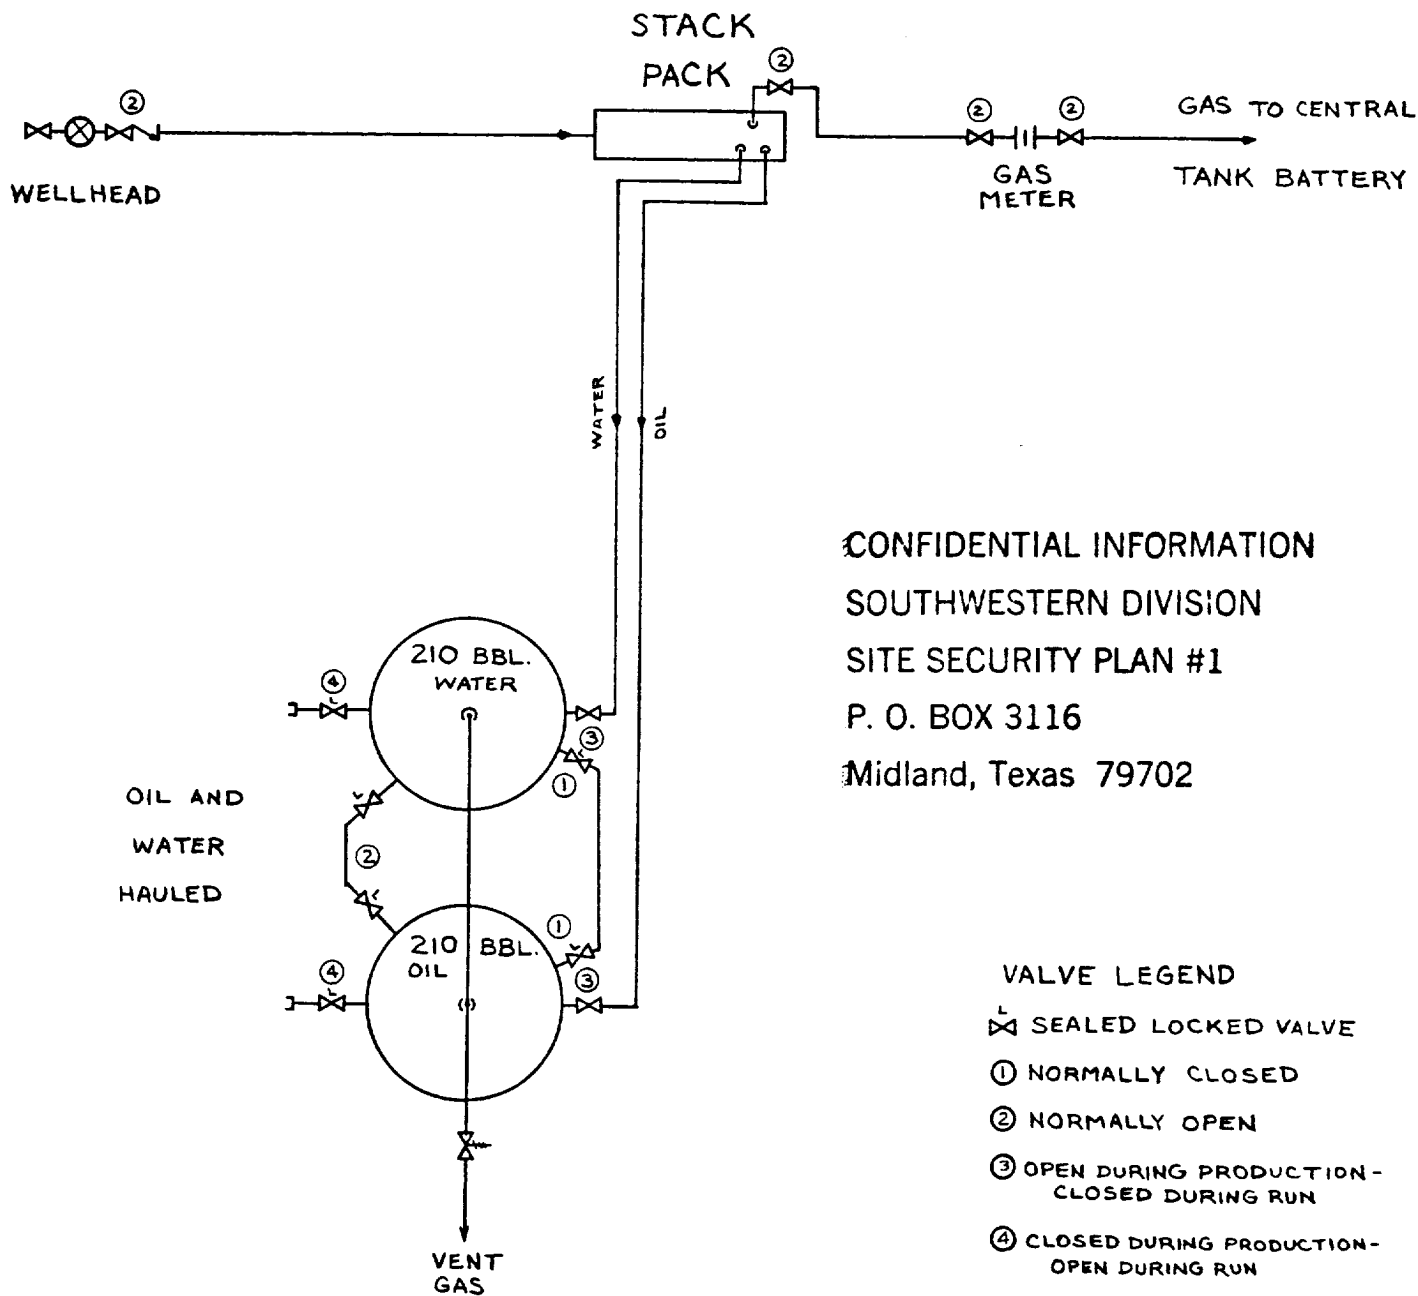 STACK
PACK
②
②
②
②
GAS TO CENTRAL
TANK BATTERY
WELLHEAD
GAS
METER
WATER
OIL
CONFIDENTIAL INFORMATION
SOUTHWESTERN DIVISION
SITE SECURITY PLAN #1
P. O. BOX 3116
Midland, Texas 79702
210 BBL.
WATER
④
③
①
OIL AND
WATER
HAULED
②
①
210 BBL.
OIL
④
③
VENT
GAS
VALVE LEGEND
L SEALED LOCKED VALVE
① NORMALLY CLOSED
② NORMALLY OPEN
③ OPEN DURING PRODUCTION-
CLOSED DURING RUN
④ CLOSED DURING PRODUCTION-
OPEN DURING RUN